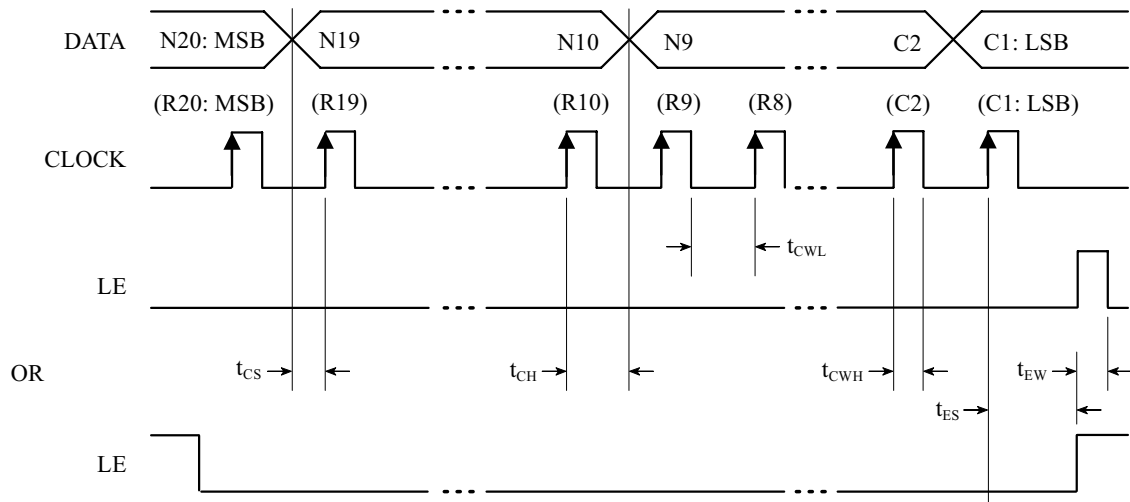 DATA N20: MSB N19 N10 N9 C2 C1: LSB
(R20: MSB) (R19) (R10) (R9) (R8) (C2) (C1: LSB)
CLOCK
tCWL
LE
OR tCS tCH tCWH tEW
tES
LE